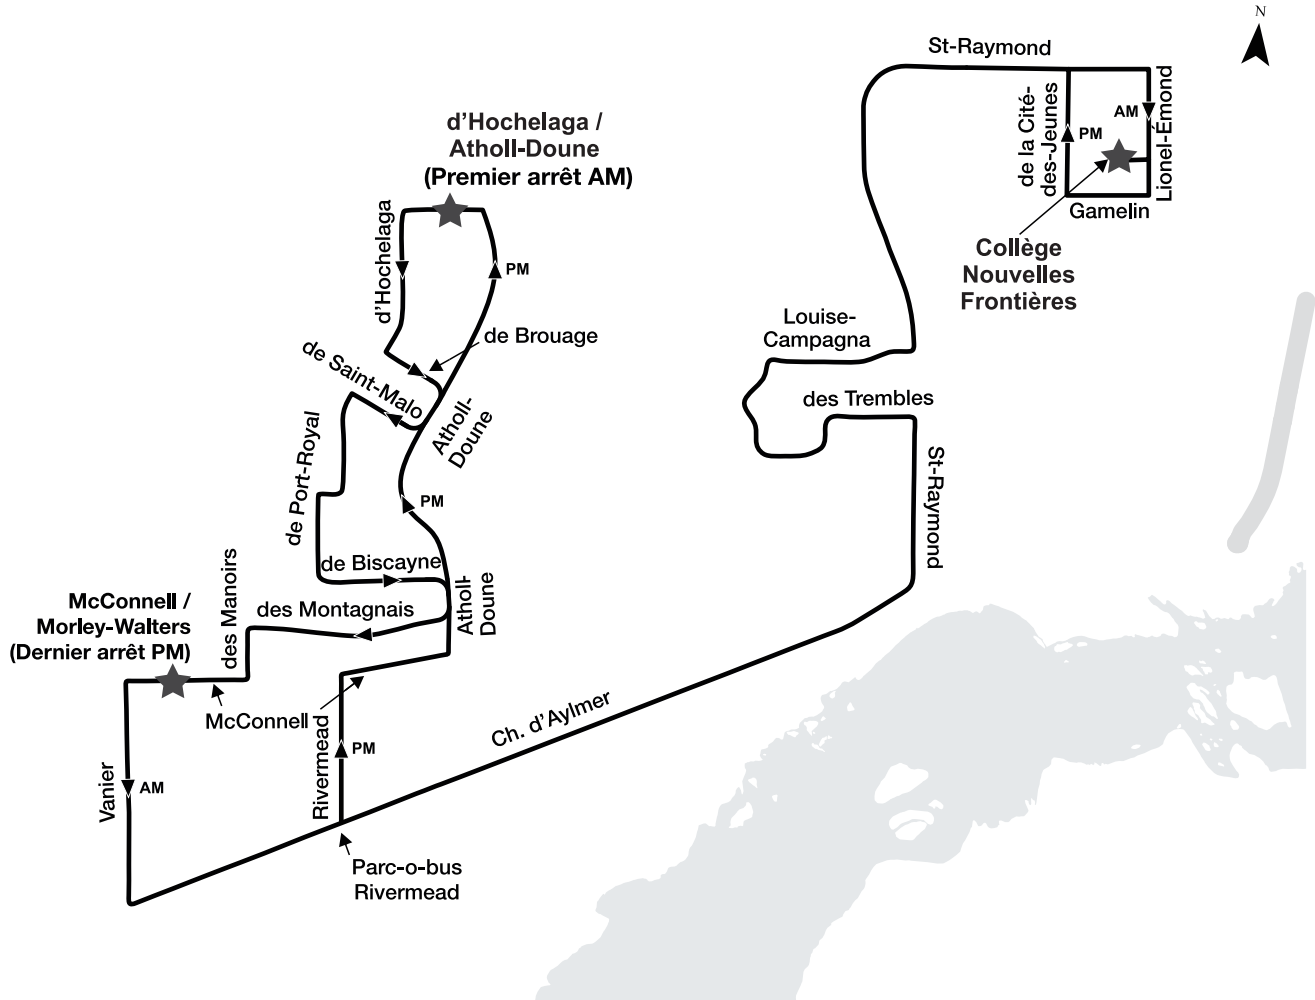 N
St-Raymond
de la Cité-
des-Jeunes
AM
PM
Lionel-Emond
Gamelin
Collège
Nouvelles
Frontières
d'Hochelaga /
Atholl-Doune
(Premier arrêt AM)
d'Hochelaga
PM
de Brouage
de Saint-Malo
Atholl-
Doune
Louise-
Campagna
des Trembles
St-Raymond
de Port-Royal
PM
de Biscayne
Atholl-
Doune
des Montagnais
des Manoirs
McConnell /
Morley-Walters
(Dernier arrêt PM)
McConnell
Rivermead
PM
Ch. d'Aylmer
Vanier
AM
Parc-o-bus
Rivermead